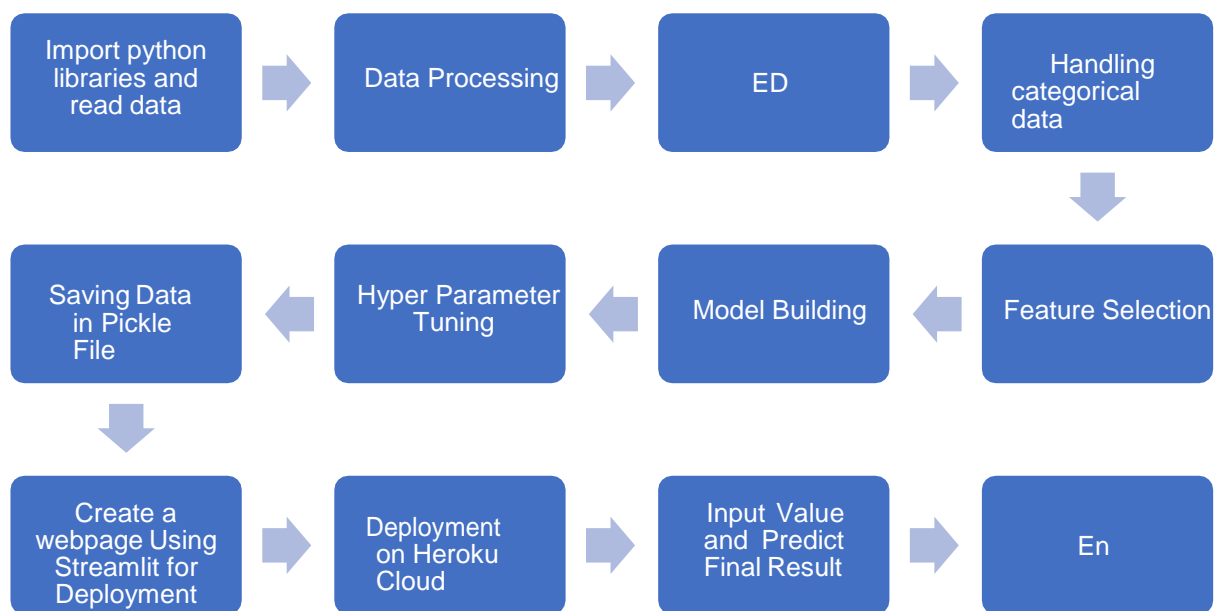 Import python
libraries and
read data
Data Processing
ED
Handling
categorical
data
Feature Selection
Model Building
Hyper Parameter
Tuning
Saving Data
in Pickle
File
Create a
webpage Using
Streamlit for
Deployment
Deployment
on Heroku
Cloud
Input Value
and Predict
Final Result
En